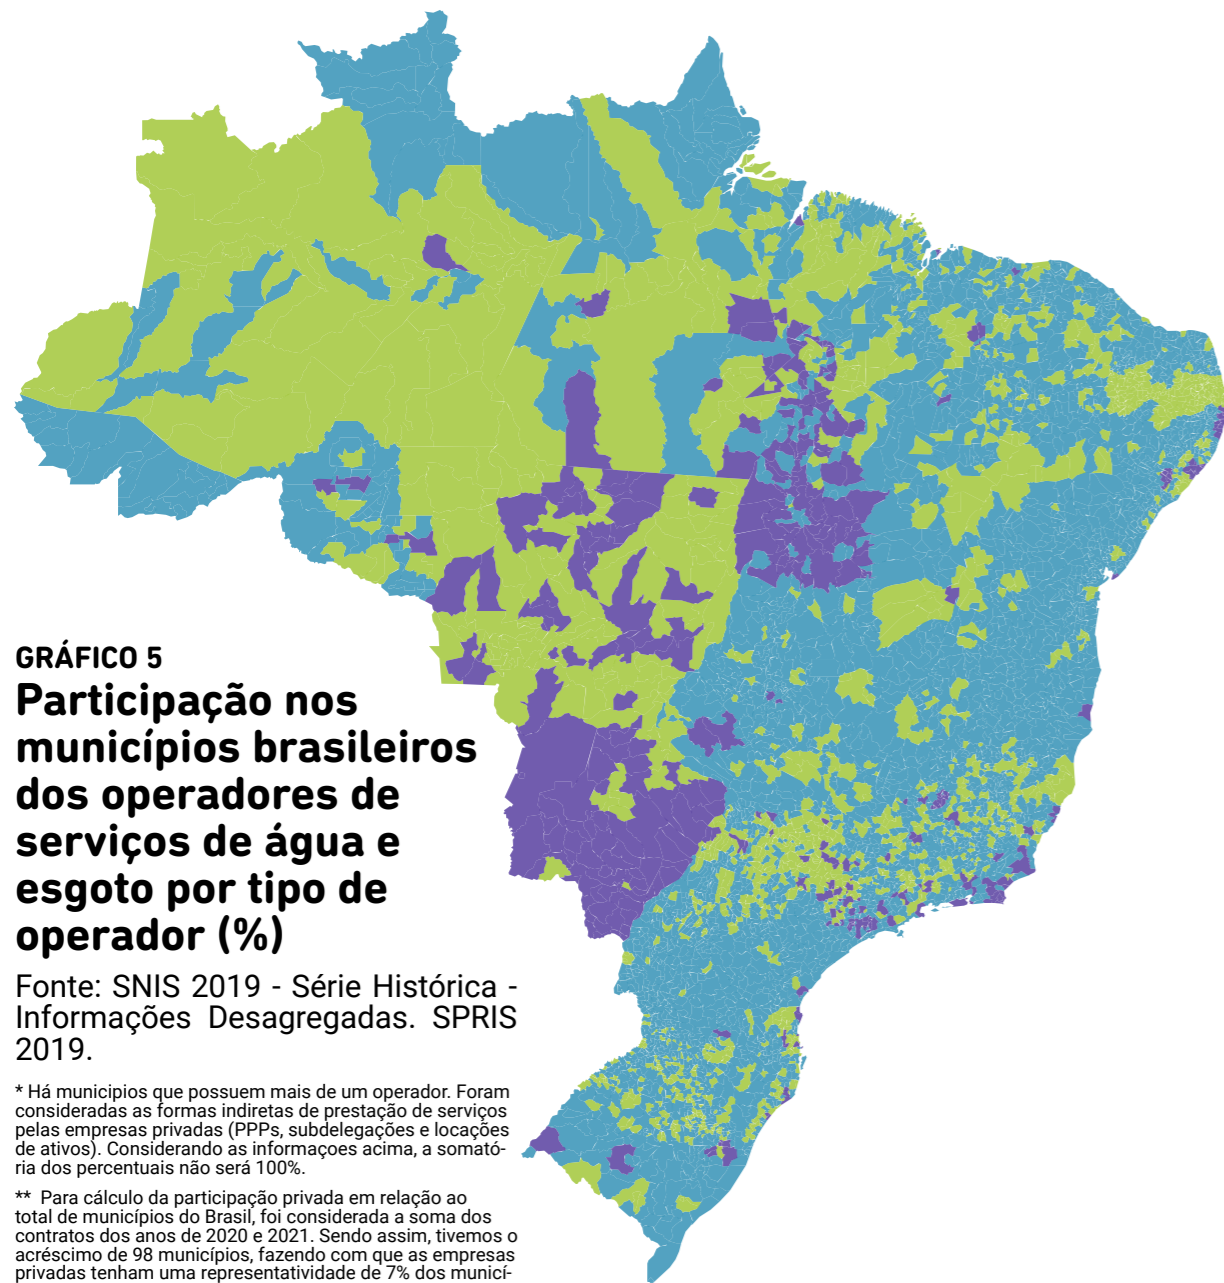 GRÁFICO 5
Participação nos
municípios brasileiros
dos operadores de
serviços de água e
esgoto por tipo de
operador (%)
Fonte: SNIS 2019 - Série Histórica -
Informações Desagregadas. SPRIS
2019.
* Há municipios que possuem mais de um operador. Foram
consideradas as formas indiretas de prestação de serviços
pelas empresas privadas (PPPs, subdelegações e locações
de ativos). Considerando as informaçoes acima, a somató-
ria dos percentuais não será 100%.
** Para cálculo da participação privada em relação ao
total de municípios do Brasil, foi considerada a soma dos
contratos dos anos de 2020 e 2021. Sendo assim, tivemos o
acréscimo de 98 municípios, fazendo com que as empresas
privadas tenham uma representatividade de 7% dos municí-